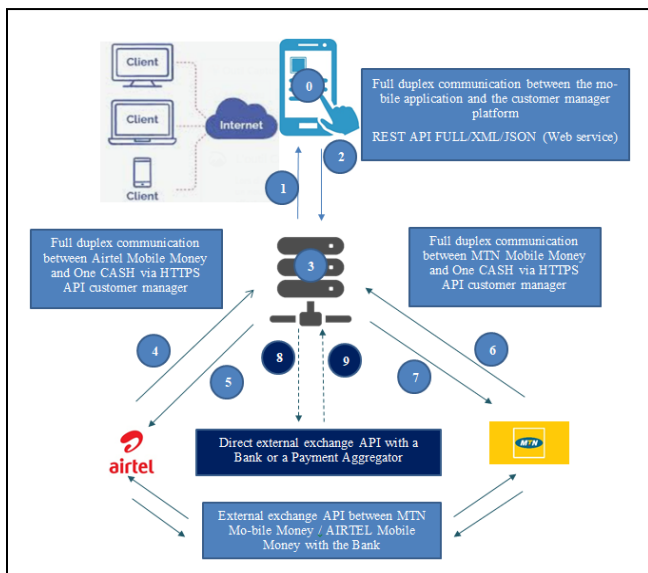 Client
Client
Client
Internet
0
Full duplex communication between the mo-
bile application and the customer manager
platform
REST API FULL/XML/JSON (Web service)
1
2
Full duplex communication
between Airtel Mobile Money
and One CASH via HTTPS
API customer manager
3
Full duplex communication
between MTN Mobile Money
and One CASH via HTTPS
API customer manager
4
5
8
9
7
6
airtel
Direct external exchange API with a
Bank or a Payment Aggregator
MTN
External exchange API between MTN
Mo-bile Money / AIRTEL Mobile
Money with the Bank